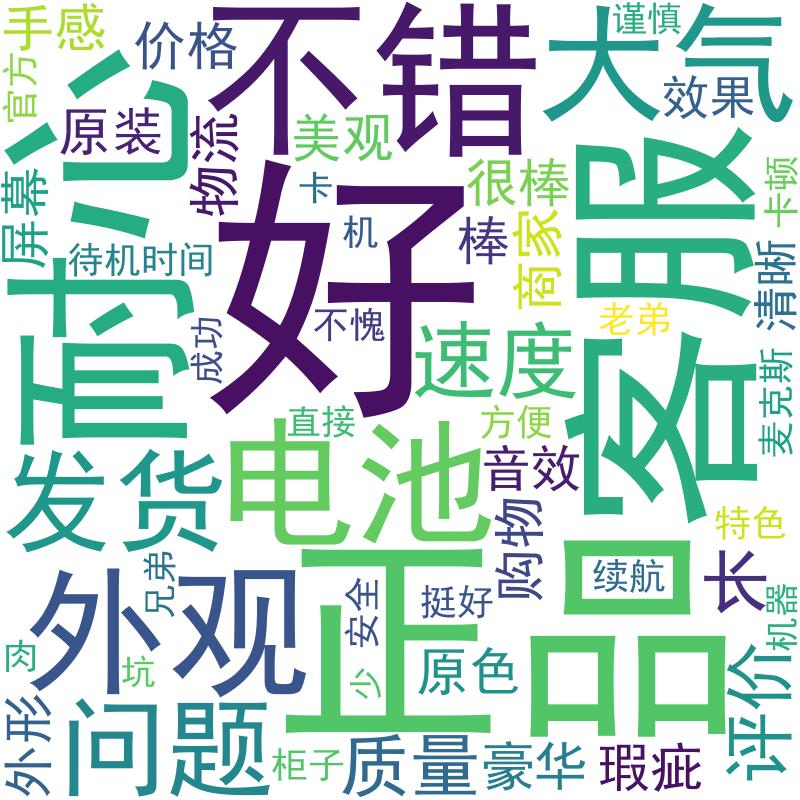 手感
官方
价格
不错
大气
谨慎
效果
原装
物流
美观
很棒
卡顿
耐心
屏幕
卡
好
机
棒
商家
客服
清晰
待机时间
成功
不愧
速度
老弟
麦克斯
直接
方便
发货
电池
音效
购物
特色
兄弟
外观
正品
续航
长
安全
挺好
机器
肉
坑
少
原色
评价
外形
问题
柜子
质量
豪华
瑕疵